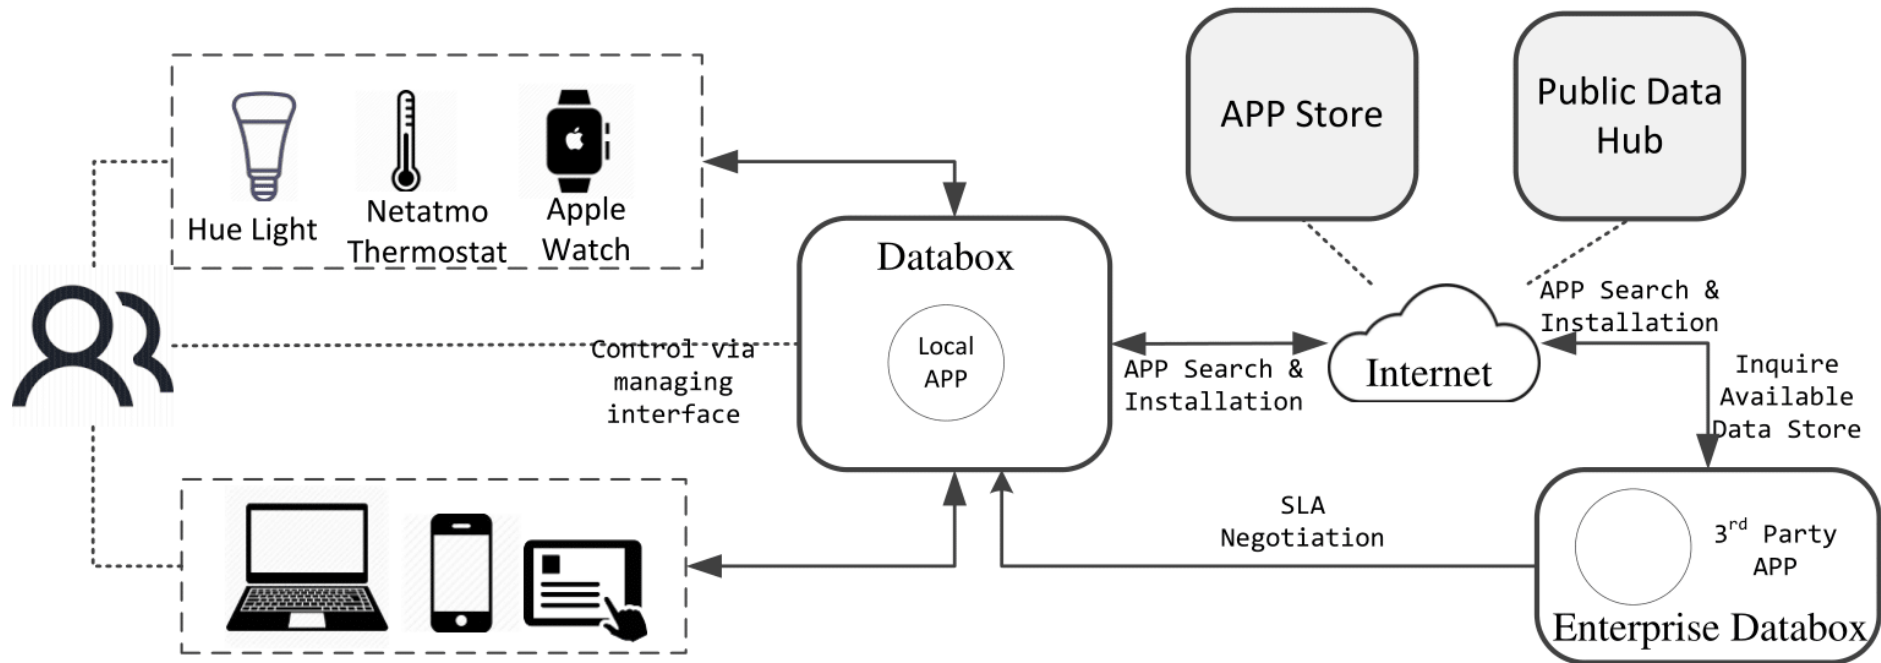 APP Store
Public Data
Hub
Hue Light
Netatmo
Thermostat
Apple
Watch
Databox
Local
APP
Control via
managing
interface
APP Search &
Installation
Internet
APP Search &
Installation
Inquire
Available
Data Store
SLA
Negotiation
3rd Party
APP
Enterprise Databox